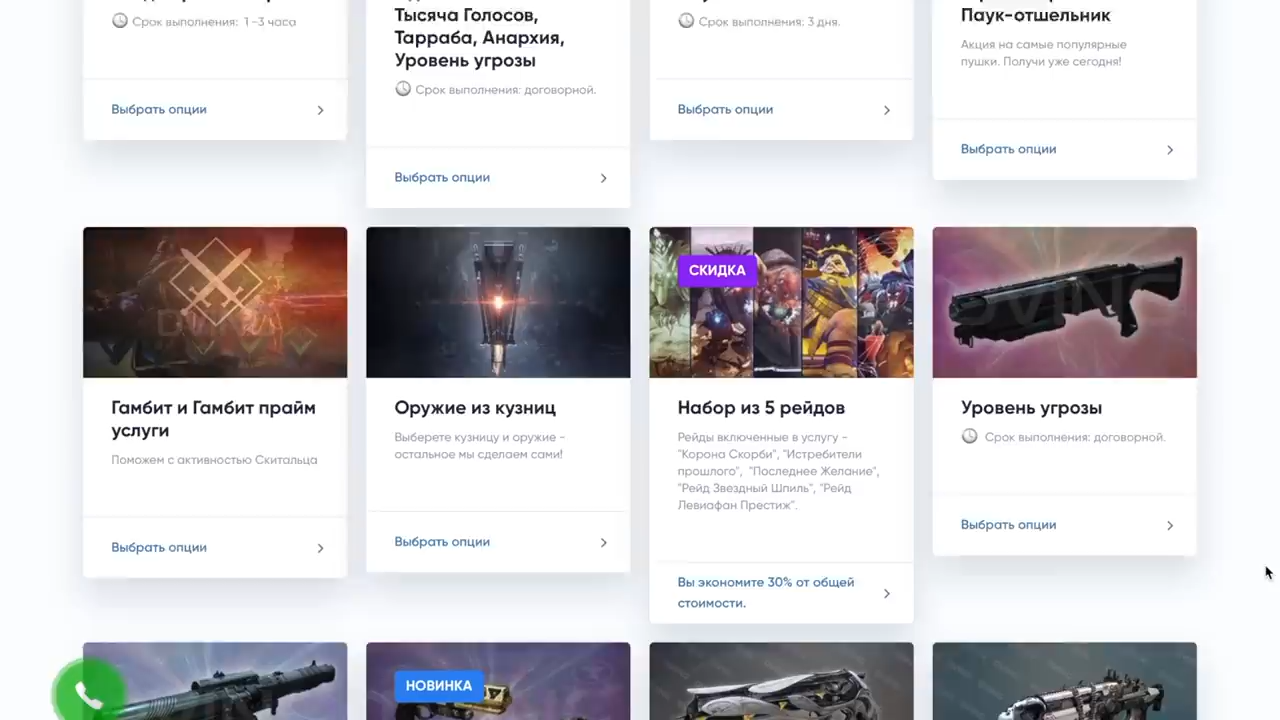 Срок выполнения: 1-3 часа
Выбрать опции
Тысяча Голосов,
Тарраба, Анархия,
Уровень угрозы
Срок выполнения: договорной.
Выбрать опции
Срок выполнения: 3 дня.
Выбрать опции
Паук-отшельник
Акция на самые популярные
пушки. Получи уже сегодня!
Выбрать опции
Гамбит и Гамбит прайм
услуги
Поможем с активностью Скитальца
Выбрать опции
Оружие из кузниц
Выберете кузницу и оружие -
остальное мы сделаем сами!
Выбрать опции
СКИДКА
Набор из 5 рейдов
Рейды включенные в услугу -
"Корона Скорби", "Истребители
прошлого", "Последнее Желание",
"Рейд Звездный Шпиль", "Рейд
Левиафан Престиж".
Вы экономите 30% от общей
стоимости.
Уровень угрозы
Срок выполнения: договорной.
Выбрать опции
НОВИНКА